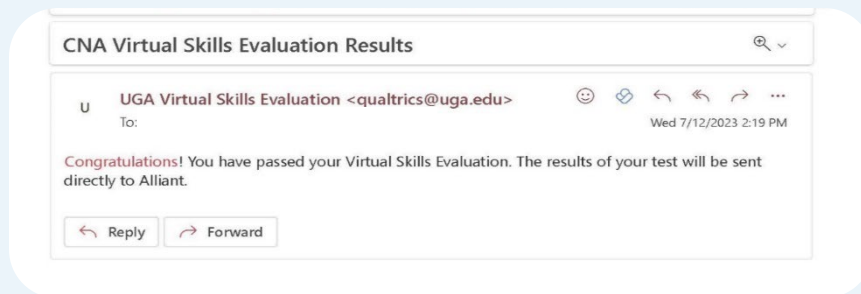 CNA Virtual Skills Evaluation Results
U
UGA Virtual Skills Evaluation <qualtrics@uga.edu>
To:
Wed 7/12/2023 2:19 PM
Congratulations! You have passed your Virtual Skills Evaluation. The results of your test will be sent
directly to Alliant.
Reply
Forward